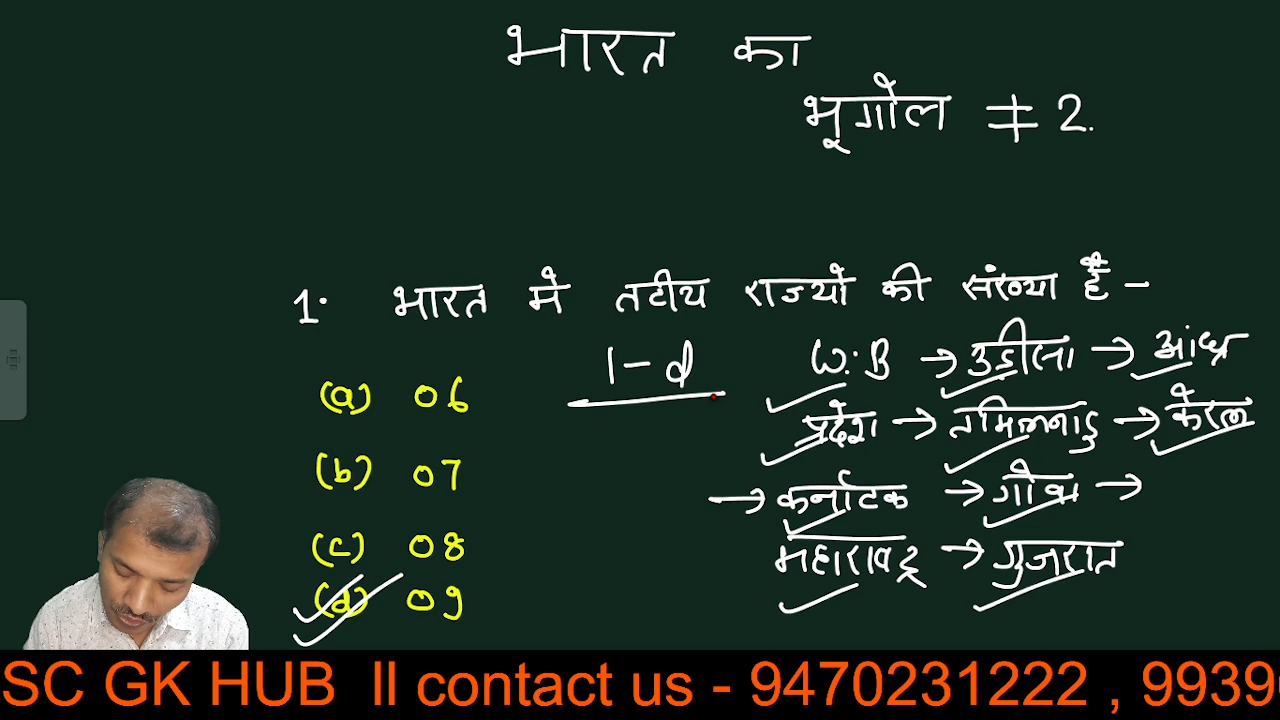 भारत का
भूगोल # 2.
1. भारत में तटीय राज्यों की संख्या है -
1-d
W.B → उड़ीसा → आंध्र
(a) 06
प्रदेश → तमिलनाडु → केरल
(b) 07
→ कर्नाटक → गोवा →
(c) 08
महाराष्ट्र → गुजरात
(d) 09
SC GK HUB ll contact us - 9470231222 , 9939